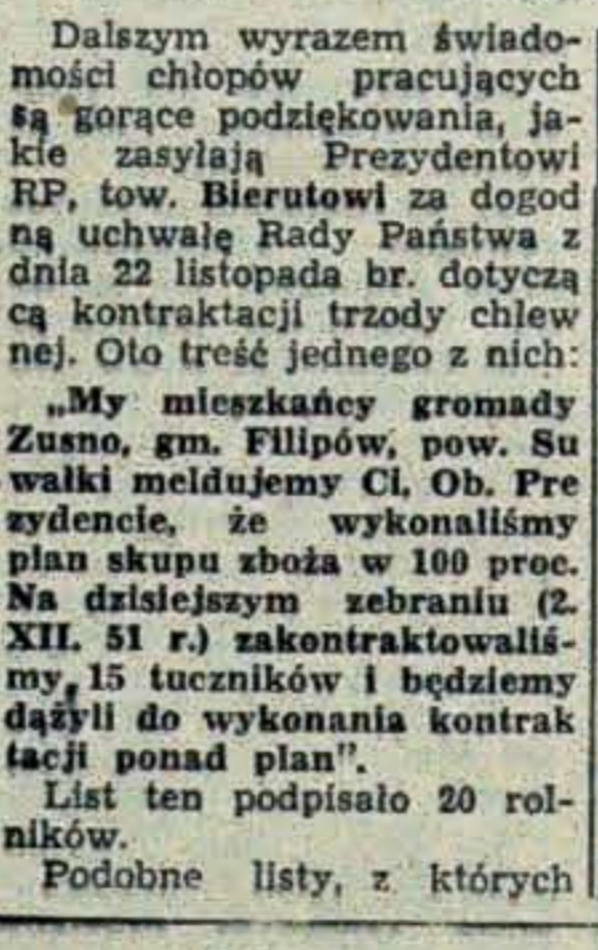 Dalszym wyrazem świado-
mości chłopów pracujących
są gorące podziękowania, ja-
kie zasyłają Prezydentowi
RP, tow. Bierutowi za dogod
ną uchwałę Rady Państwa z
dnia 22 listopada br. dotyczą
cą kontraktacji trzody chlew
nej. Oto treść jednego z nich:
„My mieszkańcy gromady
Zusno, gm. Filipów, pow. Su
wałki meldujemy Ci, Ob. Pre
zydencie, że wykonaliśmy
plan skupu zboża w 100 proc.
Na dzisiejszym zebraniu (2.
XII. 51 r.) zakontraktowaliś-
my 15 tuczników i będziemy
dążyli do wykonania kontrak
tacji ponad plan”.
List ten podpisało 20 rol-
ników.
Podobne listy, z których